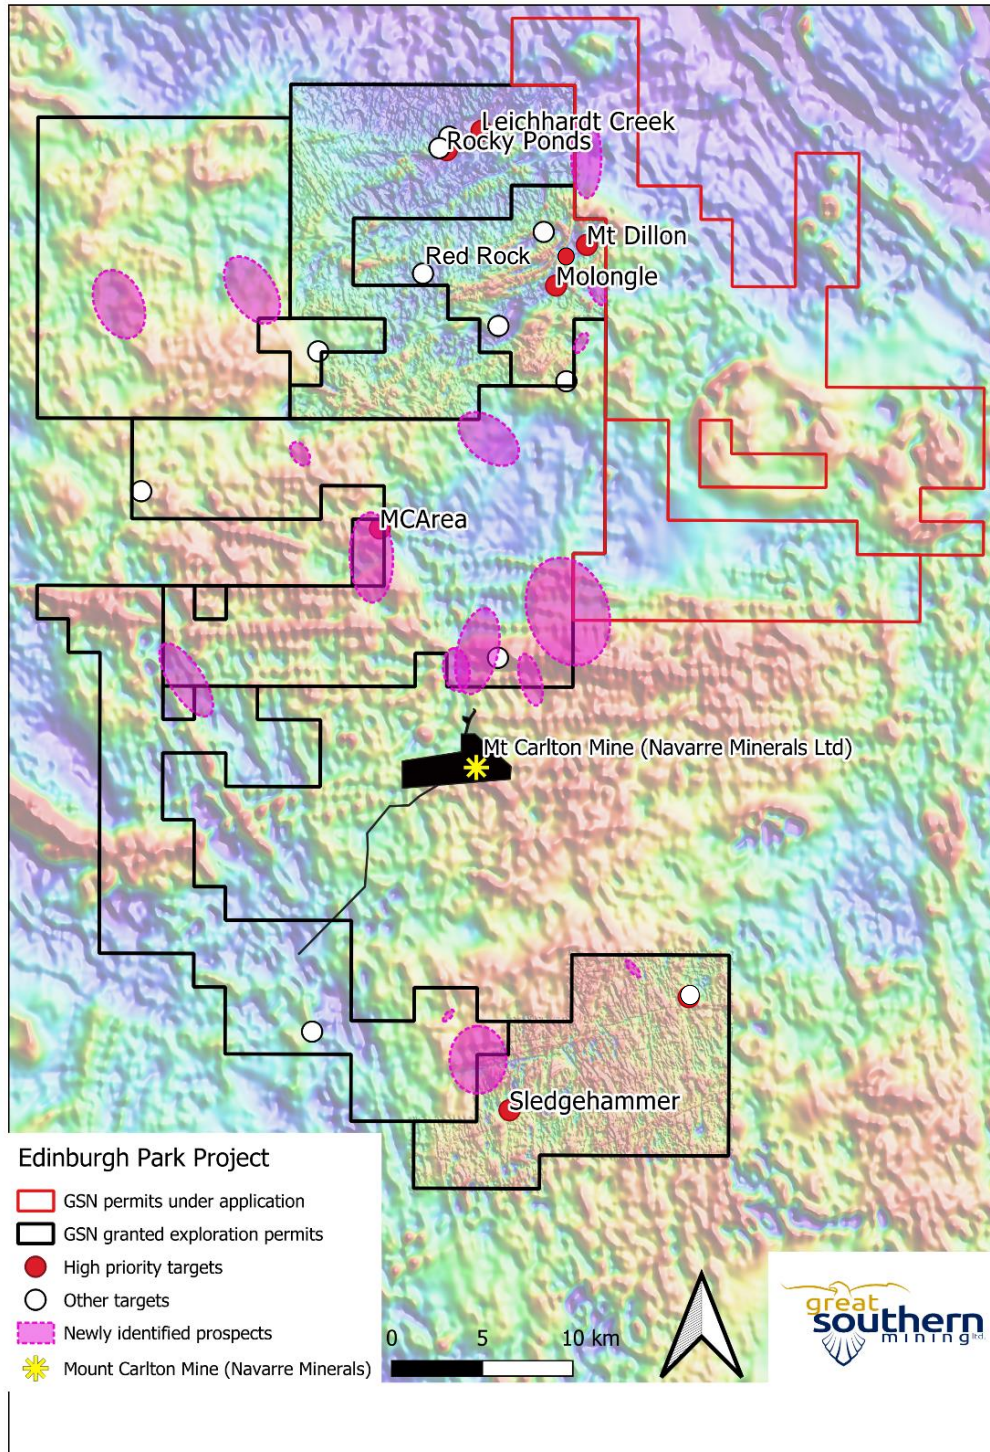 Leichhardt Creek
Rocky Ponds
Mt Dillon
Red Rock
Molongle
MCArea
Mt Carlton Mine (Navarre Minerals Ltd)
Sledgehammer
Edinburgh Park Project
GSN permits under application
GSN granted exploration permits
High priority targets
Other targets
Newly identified prospects
Mount Carlton Mine (Navarre Minerals)
0 5 10 km
great
southern
mining ltd.